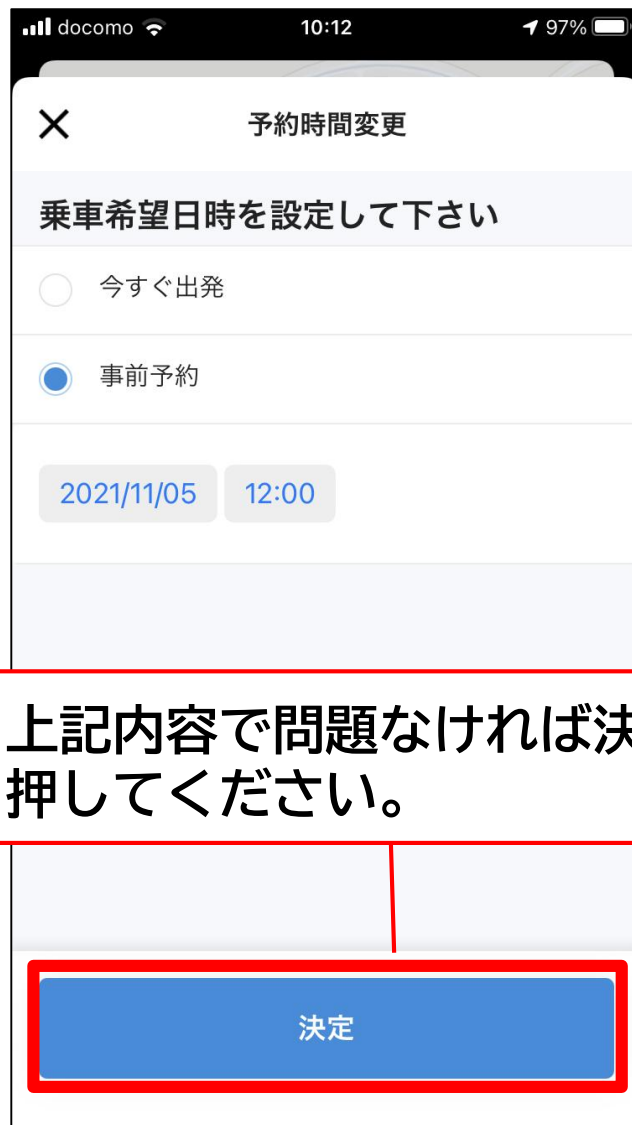 docomo 10:12 97%
予約時間変更
乗車希望日時を設定して下さい
今すぐ出発
事前予約
2021/11/05 12:00
上記内容で問題なければ決
押してください。
決定